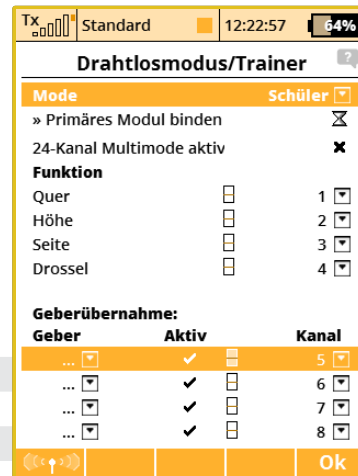 Tx Standard 12:22:57 64%
Drahtlosmodus/Trainer ?
Mode Schüler
» Primäres Modul binden
24-Kanal Multimode aktiv
Funktion
Quer 1
Höhe 2
Seite 3
Drossel 4
Geberübernahme:
Geber Aktiv Kanal
... 5
... 6
... 7
... 8
Ok